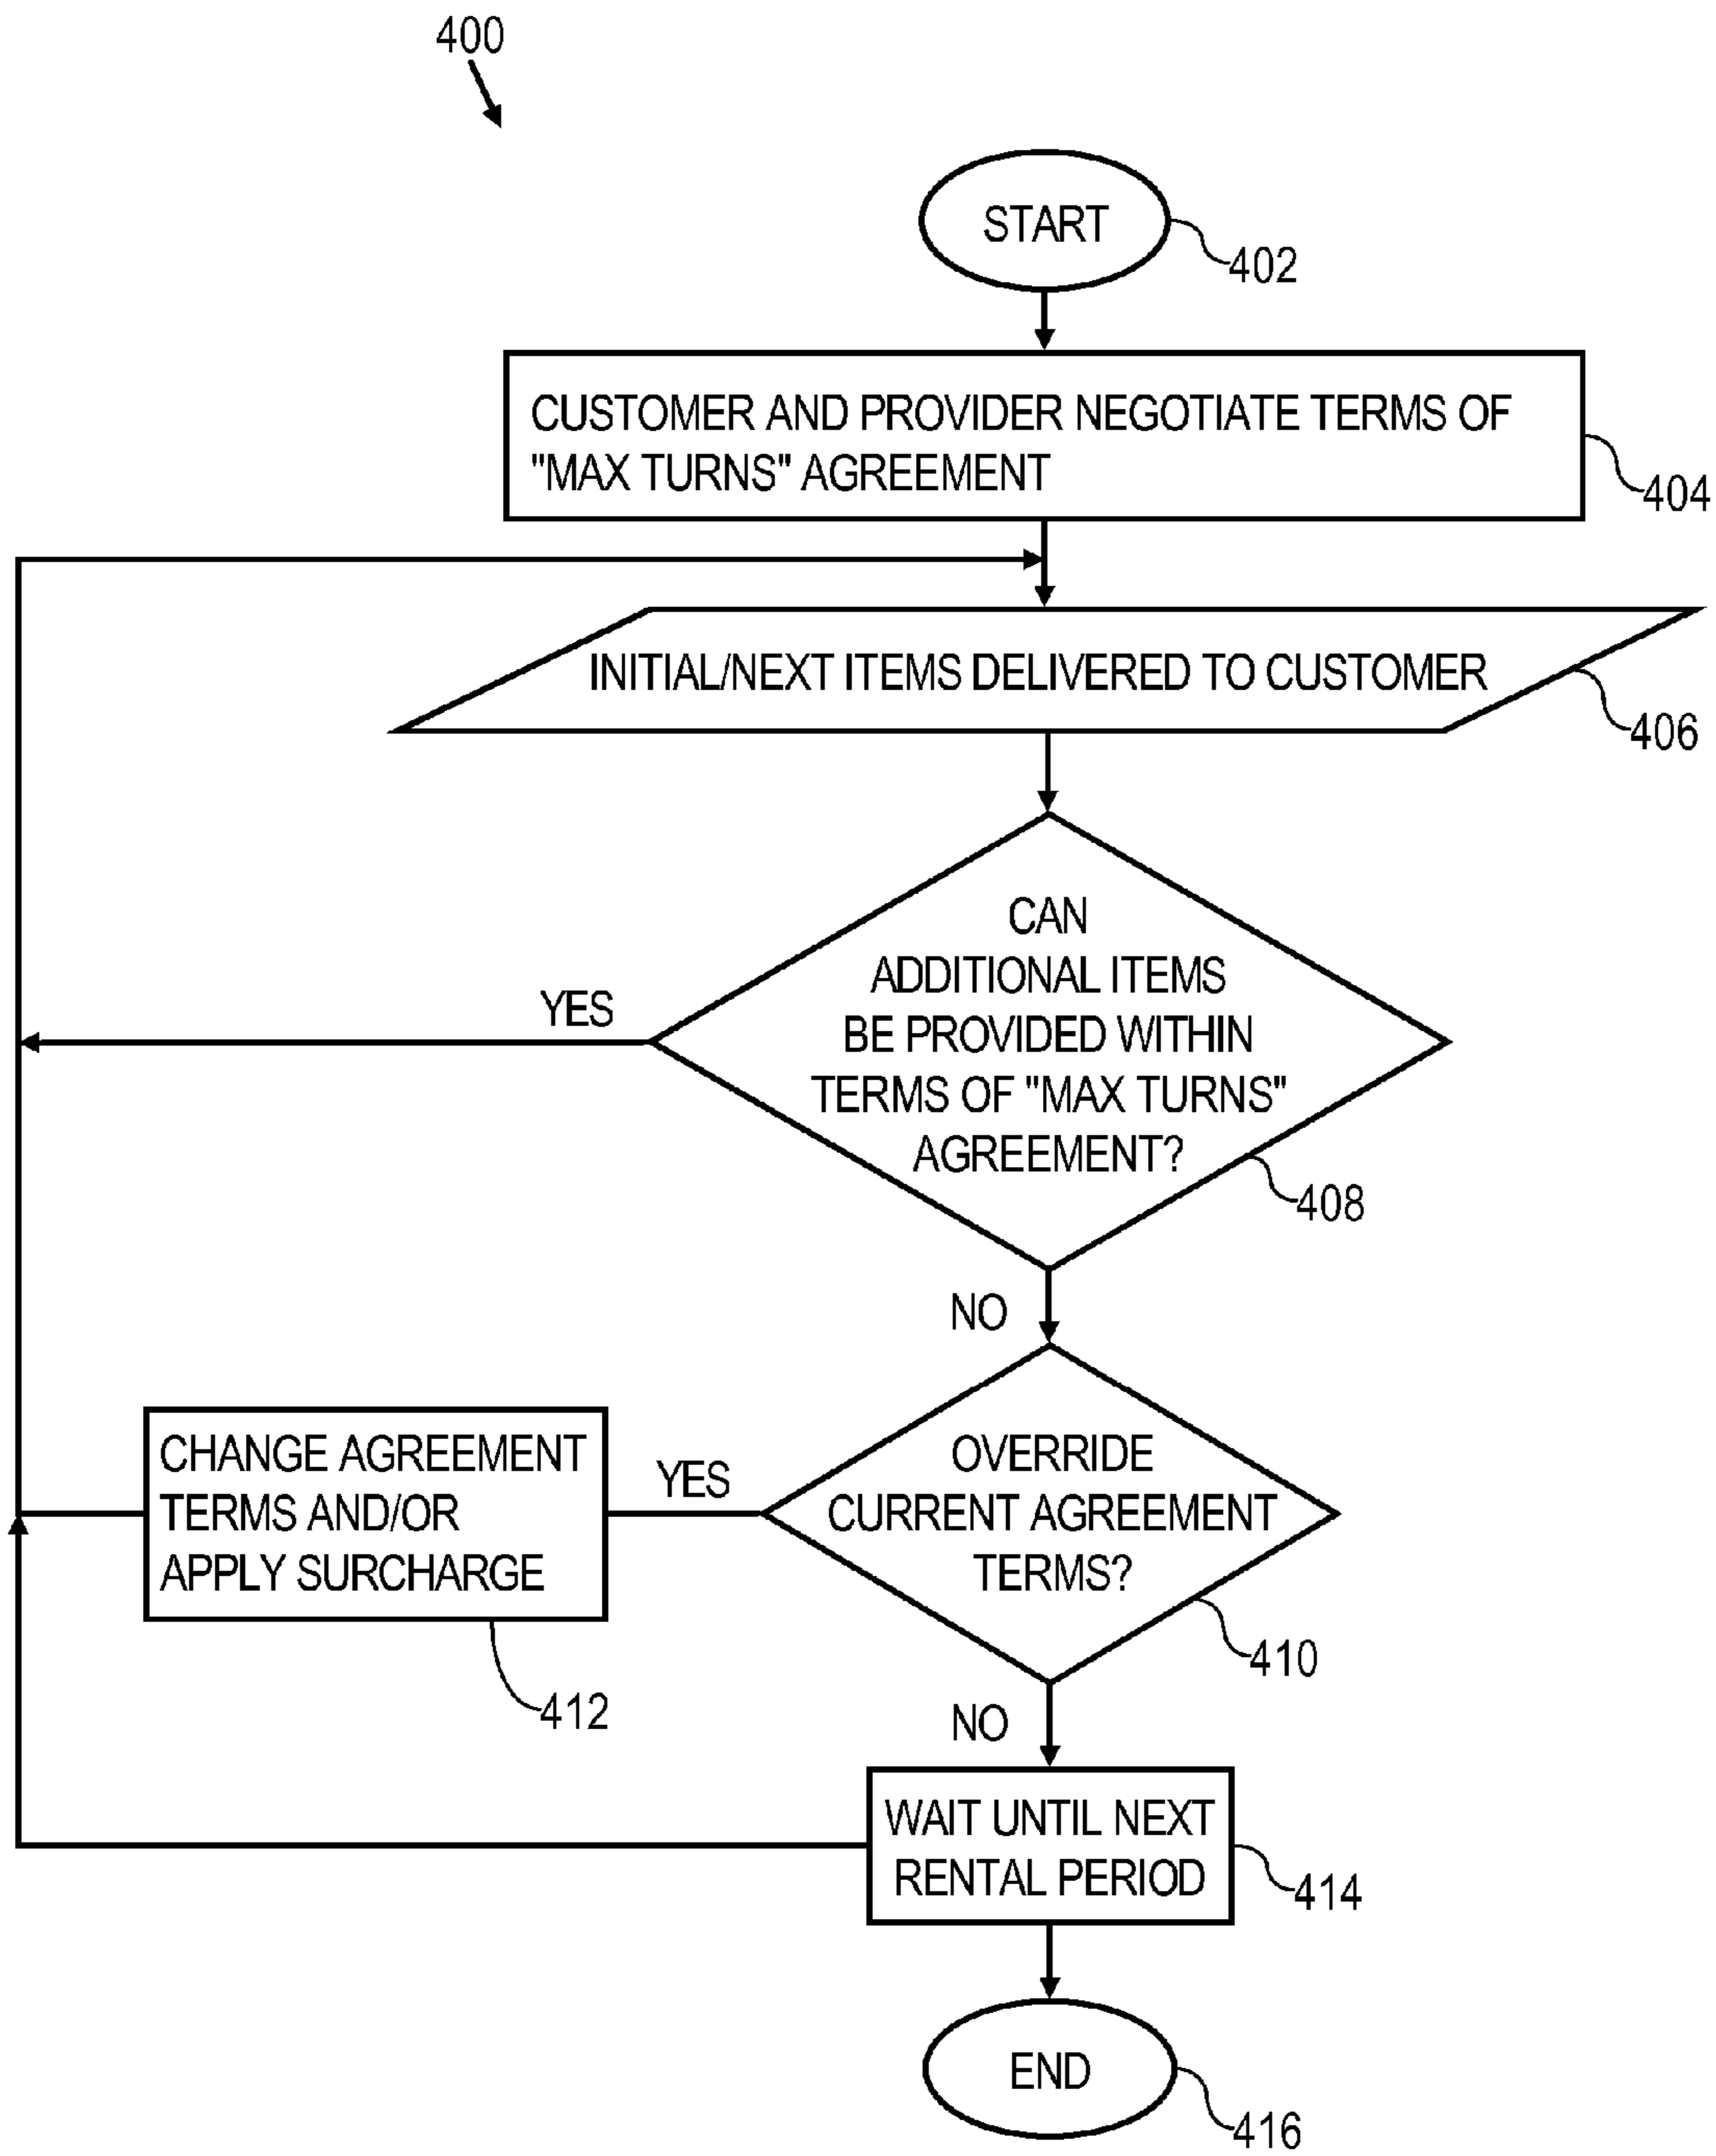 400
START
402
CUSTOMER AND PROVIDER NEGOTIATE TERMS OF
"MAX TURNS" AGREEMENT
404
INITIAL/NEXT ITEMS DELIVERED TO CUSTOMER
406
CAN
ADDITIONAL ITEMS
BE PROVIDED WITHIN
TERMS OF "MAX TURNS"
AGREEMENT?
YES
408
NO
OVERRIDE
CURRENT AGREEMENT
TERMS?
YES
410
CHANGE AGREEMENT
TERMS AND/OR
APPLY SURCHARGE
412
NO
WAIT UNTIL NEXT
RENTAL PERIOD
414
END
416